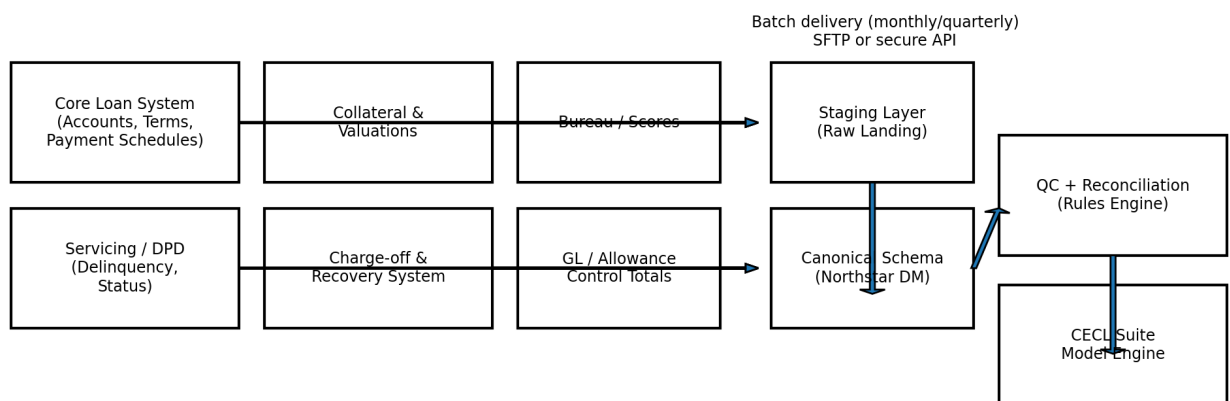 Batch delivery (monthly/quarterly)
SFTP or secure API
Core Loan System
(Accounts, Terms,
Payment Schedules)
Collateral &
Valuations
Bureau / Scores
Staging Layer
(Raw Landing)
QC + Reconciliation
(Rules Engine)
Servicing / DPD
(Delinquency,
Status)
Charge-off &
Recovery System
GL / Allowance
Control Totals
Canonical Schema
(Northstar DM)
CECL Suite
Model Engine